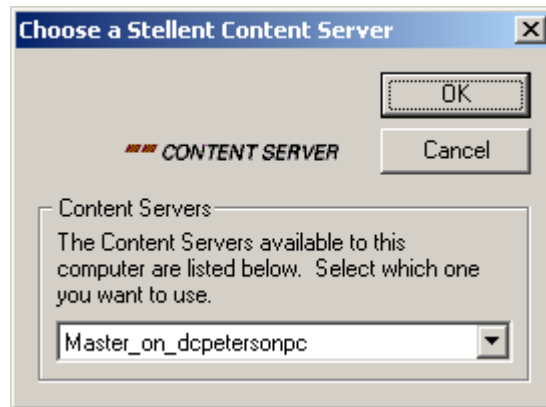 Choose a Stellent Content Server
OK
CONTENT SERVER
Cancel
Content Servers
The Content Servers available to this
computer are listed below. Select which one
you want to use.
Master_on_dcpetersonpc